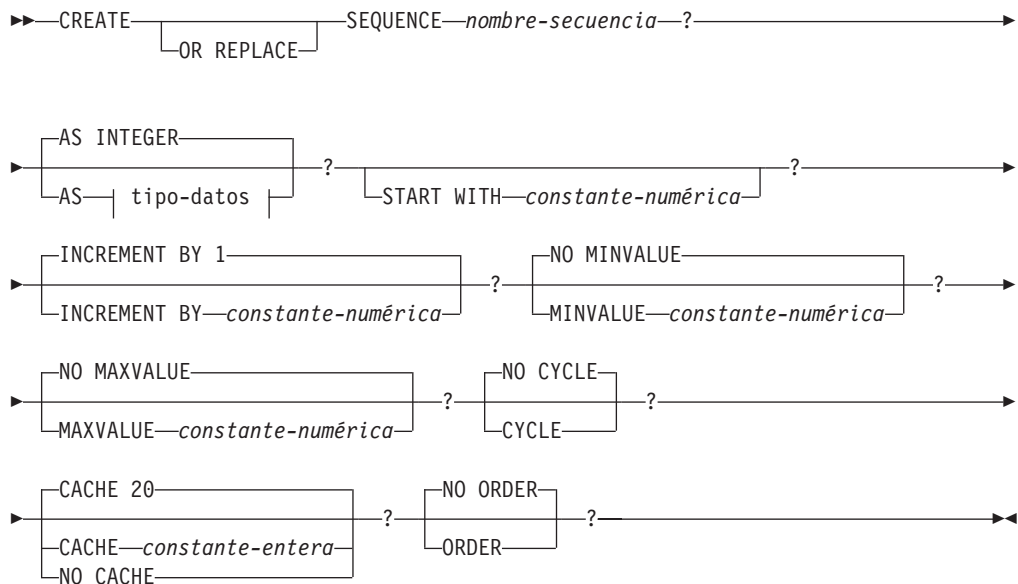 CREATE SEQUENCE nombre-secuencia ?
OR REPLACE
AS INTEGER
? ?
AS tipo-datos START WITH constante-numérica
INCREMENT BY 1 NO MINVALUE
? ?
INCREMENT BY constante-numérica MINVALUE constante-numérica
NO MAXVALUE NO CYCLE
? ?
MAXVALUE constante-numérica CYCLE
CACHE 20 NO ORDER
? ?
CACHE constante-entera ORDER
NO CACHE